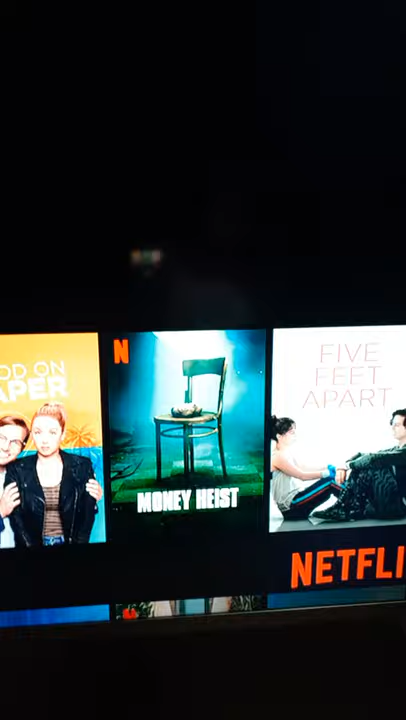 OD ON
APER
N
MONEY HEIST
FIVE
FEET
APART
NETFLI